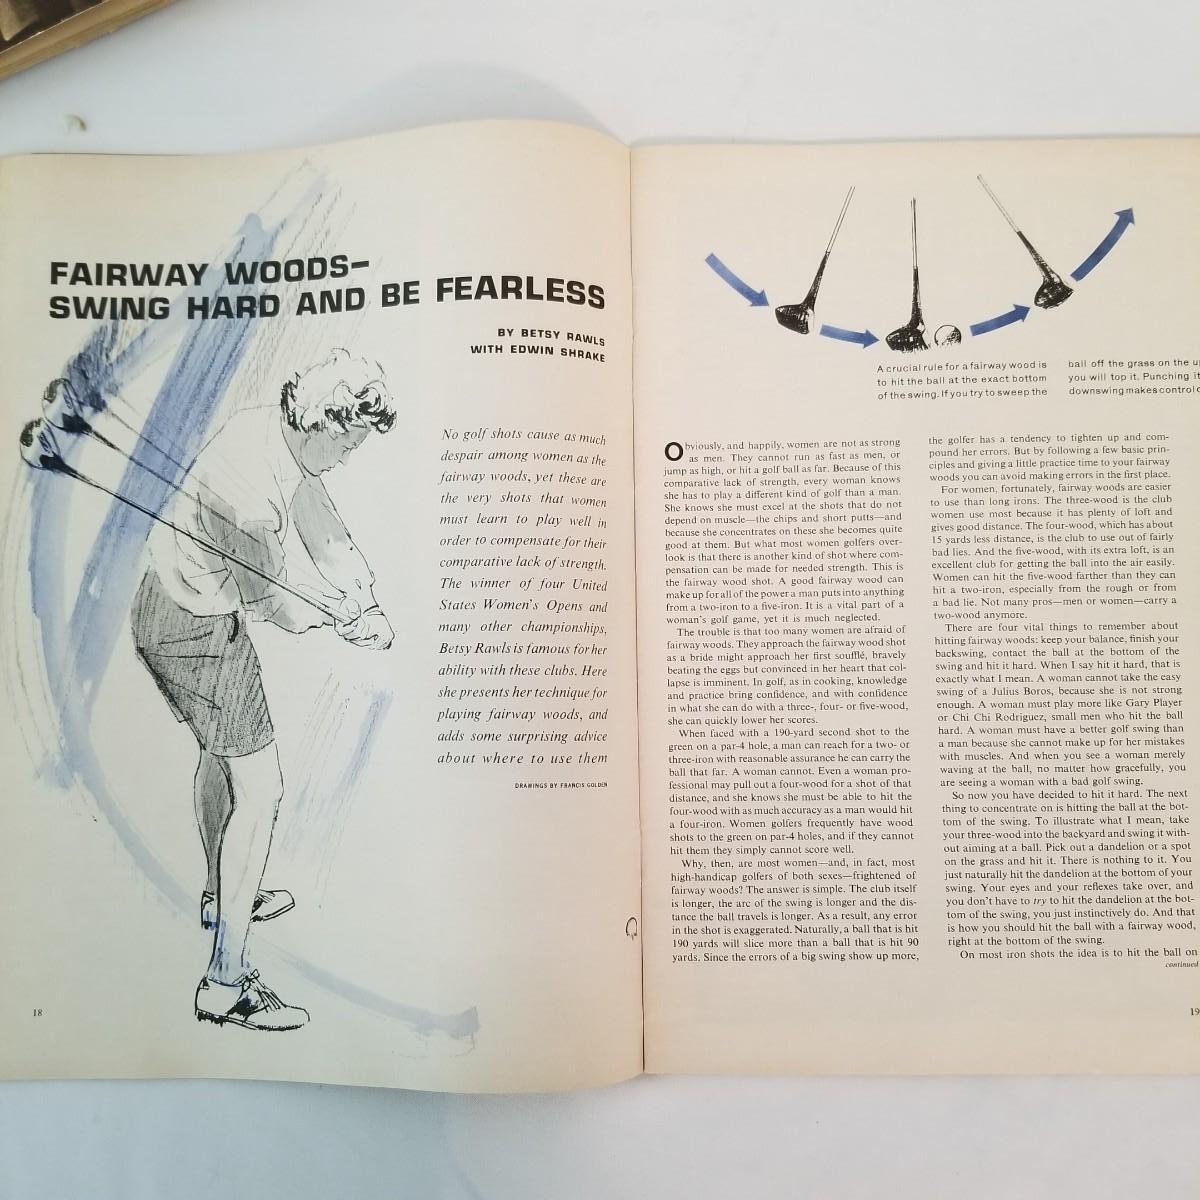 FAIRWAY WOODS–
SWING HARD AND BE FEARLESS
BY BETSY RAWLS
WITH EDWIN SHRAKE
No golf shots cause as much
despair among women as the
fairway woods, yet these are
the very shots that women
must learn to play well in
order to compensate for their
comparative lack of strength.
The winner of four United
States Women's Opens and
many other championships,
Betsy Rawls is famous for her
ability with these clubs. Here
she presents her technique for
playing fairway woods, and
adds some surprising advice
about where to use them
DRAWINGS BY FRANCIS GOLDEN
18
A crucial rule for a fairway wood is
to hit the ball at the exact bottom
of the swing. If you try to sweep the
ball off the grass on the
you will top it. Punching it
downswing makes control
Obviously, and happily, women are not as strong
as men. They cannot run as fast as men, or
jump as high, or hit a golf ball as far. Because of this
comparative lack of strength, every woman knows
she has to play a different kind of golf than a man.
She knows she must excel at the shots that do not
depend on muscle—the chips and short putts—and
because she concentrates on these she becomes quite
good at them. But what most women golfers over-
look is that there is another kind of shot where com-
pensation can be made for needed strength. This is
the fairway wood shot. A good fairway wood can
make up for all of the power a man puts into anything
from a two-iron to a five-iron. It is a vital part of a
woman's golf game, yet it is much neglected.
The trouble is that too many women are afraid of
fairway woods. They approach the fairway wood shot
as a bride might approach her first soufflé, bravely
beating the eggs but convinced in her heart that col-
lapse is imminent. In golf, as in cooking, knowledge
and practice bring confidence, and with confidence
in what she can do with a three-, four- or five-wood,
she can quickly lower her scores.
When faced with a 190-yard second shot to the
green on a par-4 hole, a man can reach for a two- or
three-iron with reasonable assurance he can carry the
ball that far. A woman cannot. Even a woman pro-
fessional may pull out a four-wood for a shot of that
distance, and she knows she must be able to hit the
four-wood with as much accuracy as a man would hit
a four-iron. Women golfers frequently have wood
shots to the green on par-4 holes, and if they cannot
hit them they simply cannot score well.
Why, then, are most women—and, in fact, most
high-handicap golfers of both sexes—frightened of
fairway woods? The answer is simple. The club itself
is longer, the arc of the swing is longer and the dis-
tance the ball travels is longer. As a result, any error
in the shot is exaggerated. Naturally, a ball that is hit
190 yards will slice more than a ball that is hit 90
yards. Since the errors of a big swing show up more,
the golfer has a tendency to tighten up and com-
pound her errors. But by following a few basic prin-
ciples and giving a little practice time to your fairway
woods you can avoid making errors in the first place.
For women, fortunately, fairway woods are easier
to use than long irons. The three-wood is the club
women use most because it has plenty of loft and
gives good distance. The four-wood, which has about
15 yards less distance, is the club to use out of fairly
bad lies. And the five-wood, with its extra loft, is an
excellent club for getting the ball into the air easily.
Women can hit the five-wood farther than they can
hit a two-iron, especially from the rough or from
a bad lie. Not many pros—men or women—carry a
two-wood anymore.
There are four vital things to remember about
hitting fairway woods: keep your balance, finish your
backswing, contact the ball at the bottom of the
swing and hit it hard. When I say hit it hard, that is
exactly what I mean. A woman cannot take the easy
swing of a Julius Boros, because she is not strong
enough. A woman must play more like Gary Player
or Chi Chi Rodriguez, small men who hit the ball
hard. A woman must have a better golf swing than
a man because she cannot make up for her mistakes
with muscles. And when you see a woman merely
waving at the ball, no matter how gracefully, you
are seeing a woman with a bad golf swing.
So now you have decided to hit it hard. The next
thing to concentrate on is hitting the ball at the bot-
tom of the swing. To illustrate what I mean, take
your three-wood into the backyard and swing it with-
out aiming at a ball. Pick out a dandelion or a spot
on the grass and hit it. There is nothing to it. You
just naturally hit the dandelion at the bottom of your
swing. Your eyes and your reflexes take over, and
you don't have to try to hit the dandelion at the bot-
tom of the swing, you just instinctively do. And that
is how you should hit the ball with a fairway wood,
right at the bottom of the swing.
On most iron shots the idea is to hit the ball on
continued
19